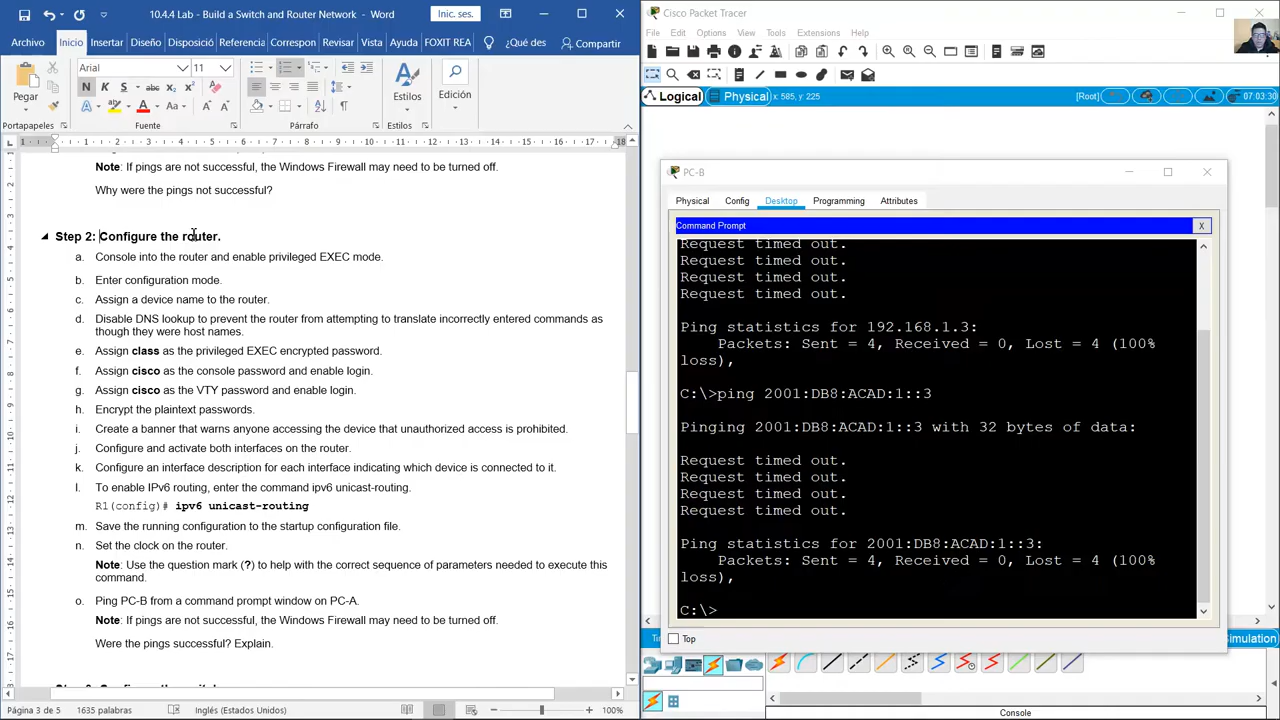 10.4.4 - Switch and Router Network - Word
Inic. ses.
Archi
Inicio
Inser
Dis
Disposició
Referencia
Correspon
Revisar
Vista
Ayuda
FOXIT REA
¿Qué des
Compartir
Arial
11
Pegar
Estilos
Edición
Portapapeles
Fuente
Párrafo
Estilos
Note: If pings are not successful, the Windows Firewall may need to be turned off.
Why were the pings not successful?
Step 2: Configure the router.
a. Console into the router and enable privileged EXEC mode.
b. Enter configuration mode.
c. Assign a device name to the router.
d. Disable DNS lookup to prevent the router from attempting to translate incorrectly entered commands as
though they were host names.
e. Assign class as the privileged EXEC encrypted password.
f. Assign cisco as the console password and enable login.
g. Assign cisco as the VTY password and enable login.
h. Encrypt the plaintext passwords.
i. Create a banner that warns anyone accessing the device that unauthorized access is prohibited.
j. Configure and activate both interfaces on the router.
k. Configure an interface description for each interface indicating which device is connected to it.
To enable IPv6 routing, enter the command ipv6 unicast-routing.
R1(config)# ipv6 unicast-routing
m. Save the running configuration to the startup configuration file.
n. Set the clock on the router.
Note: Use the question mark (?) to help with the correct sequence of parameters needed to execute this
command.
o. Ping PC-B from a command prompt window on PC-A.
Note: If pings are not successful, the Windows Firewall may need to be turned off.
Were the pings successful? Explain.
Página 3 de 5
1635 palabras
Inglés (Estados Unidos)
100%
Cisco Packet Tracer
File Edit Options View Tools Extensions Help
Logical
Physical
x: 585, y: 225
[Root]
07:03:30
PC-B
Physical Config Desktop Programming Attributes
Command Prompt
X
Request timed out.
Request timed out.
Request timed out.
Request timed out.
Ping statistics for 192.168.1.3:
Packets: Sent = 4, Received = 0, Lost = 4 (100%
loss),
C:\>ping 2001:DB8:ACAD:1::3
Pinging 2001:DB8:ACAD:1::3 with 32 bytes of data:
Request timed out.
Request timed out.
Request timed out.
Request timed out.
Ping statistics for 2001:DB8:ACAD:1::3:
Packets: Sent = 4, Received = 0, Lost = 4 (100%
loss),
C:\>
Top
Simulation
Console